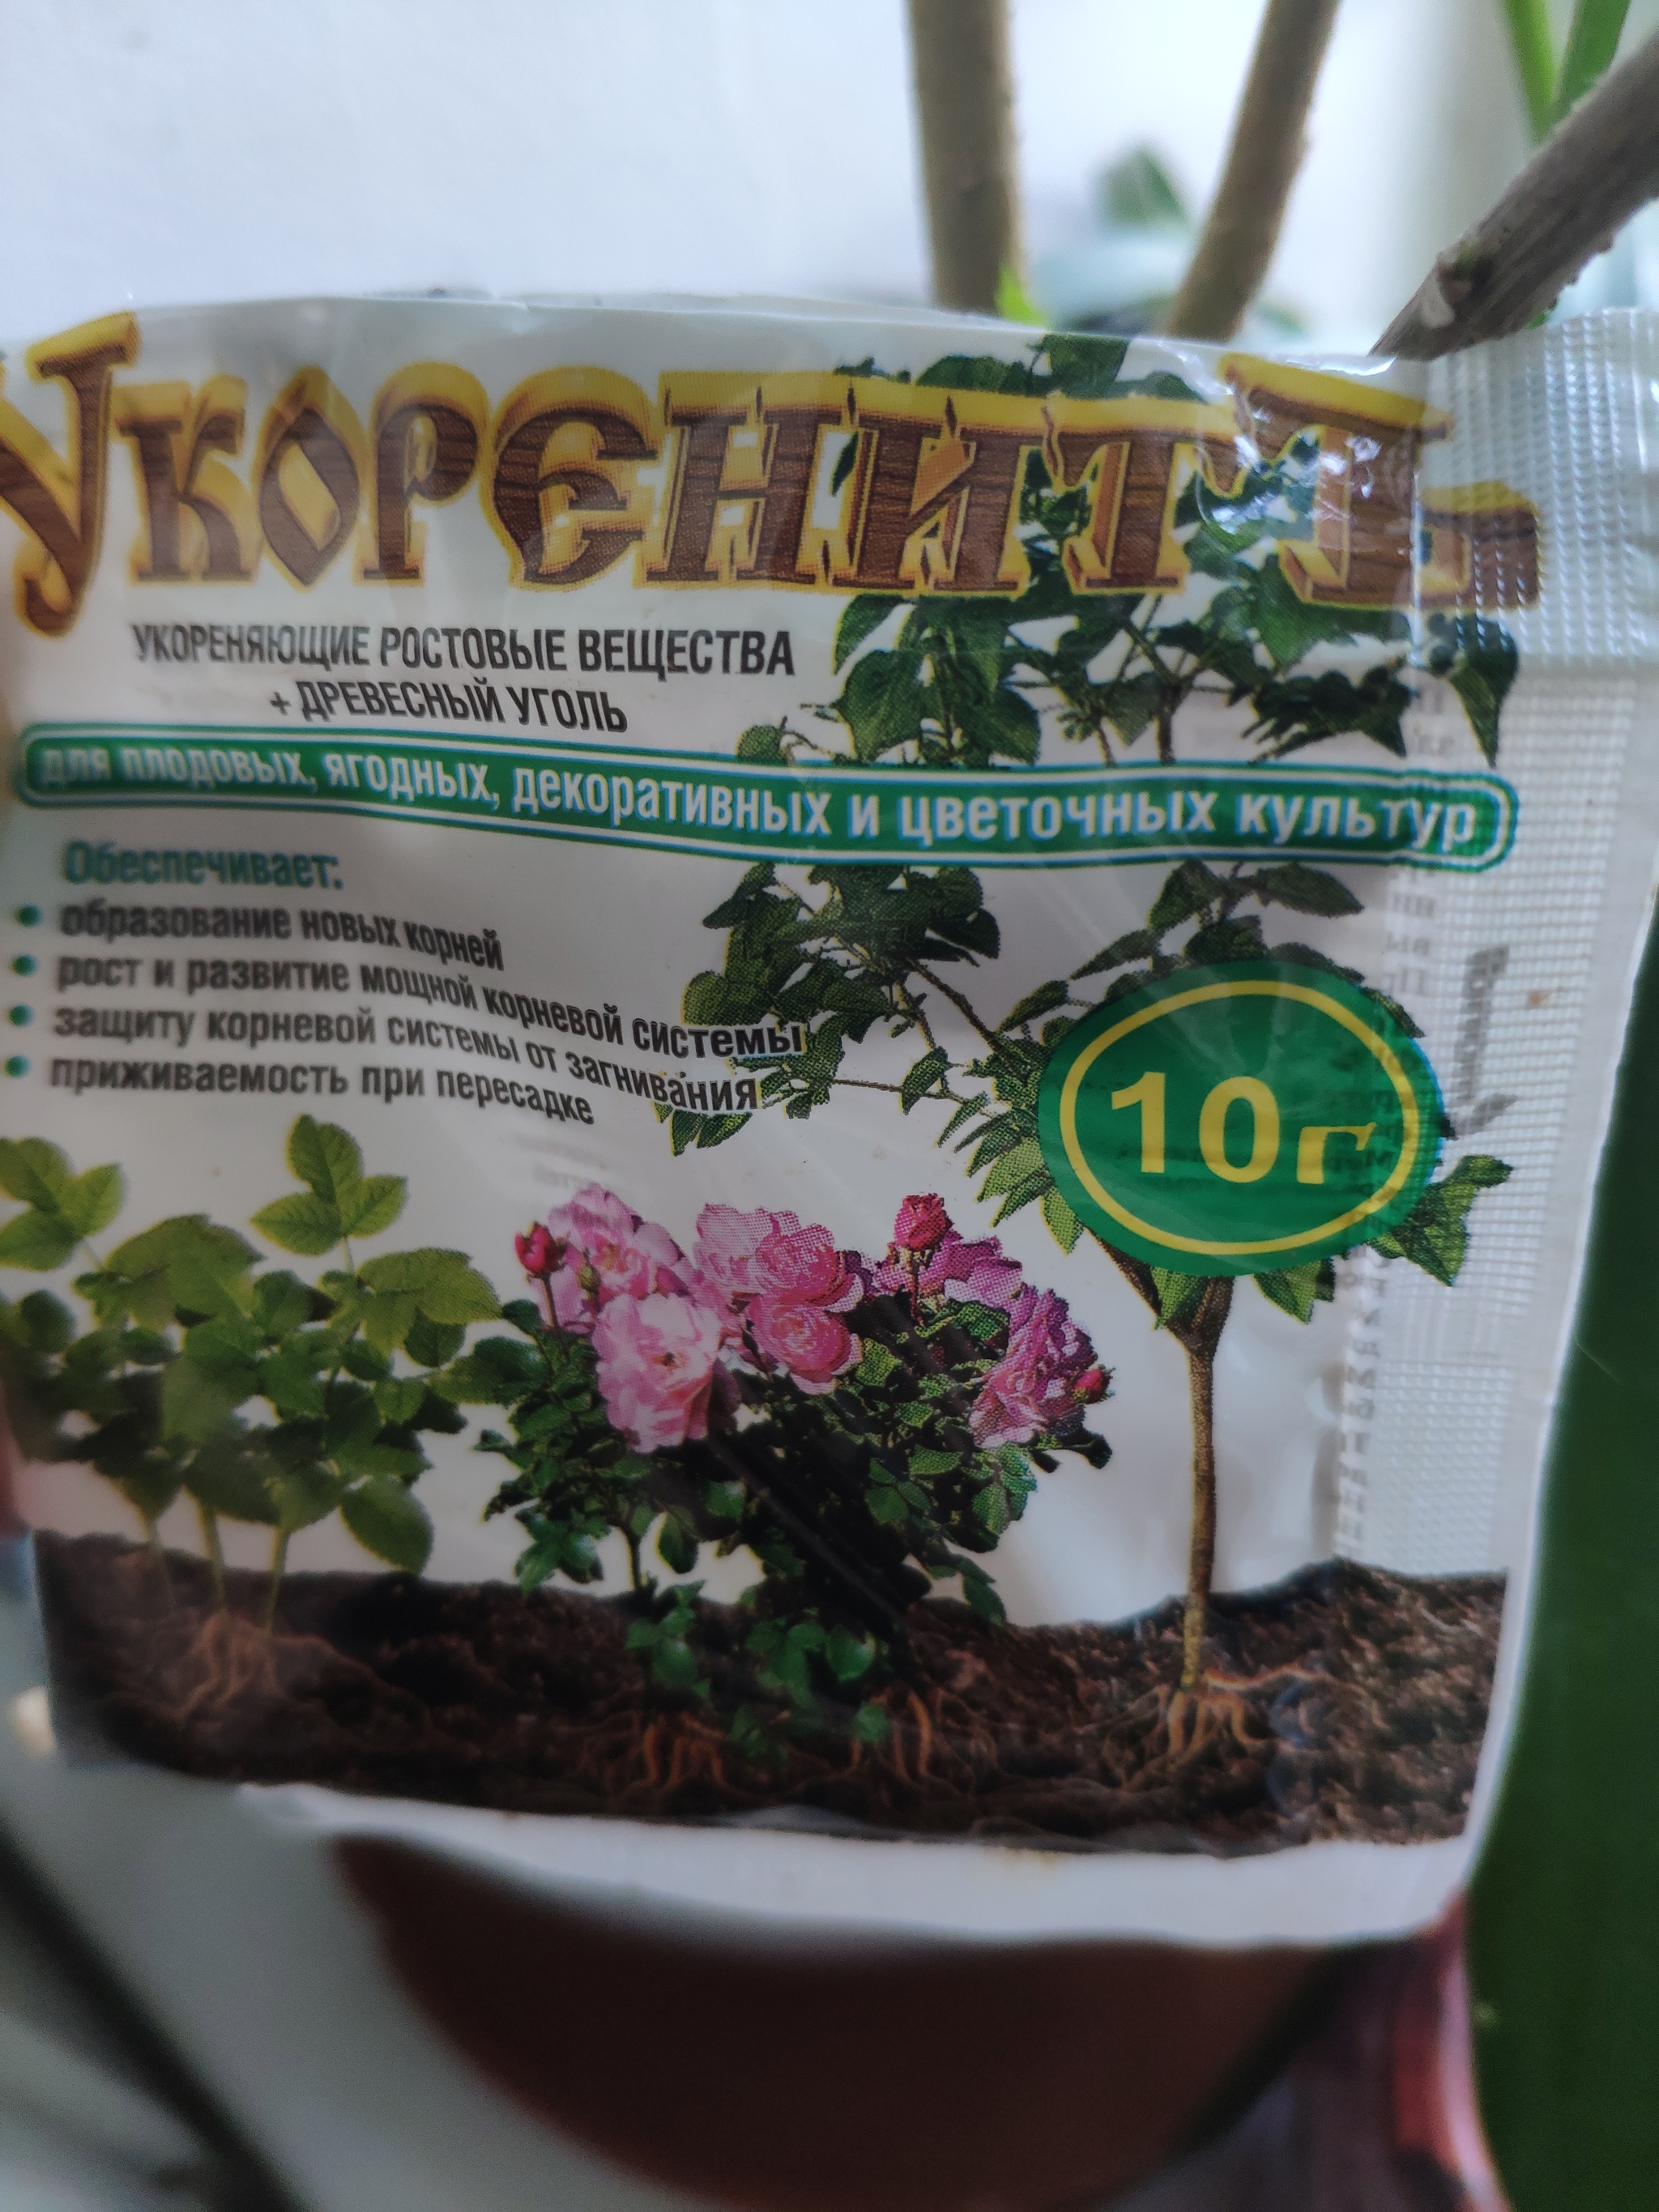 Укоренитъ
УКОРЕНЯЮЩИЕ РОСТОВЫЕ ВЕЩЕСТВА
+ ДРЕВЕСНЫЙ УГОЛЬ
для плодовых, ягодных, декоративных и цветочных культур
Обеспечивает:
• образование новых корней
• рост и развитие мощной корневой системы
• защиту корневой системы от загнивания
• приживаемость при пересадке
10г